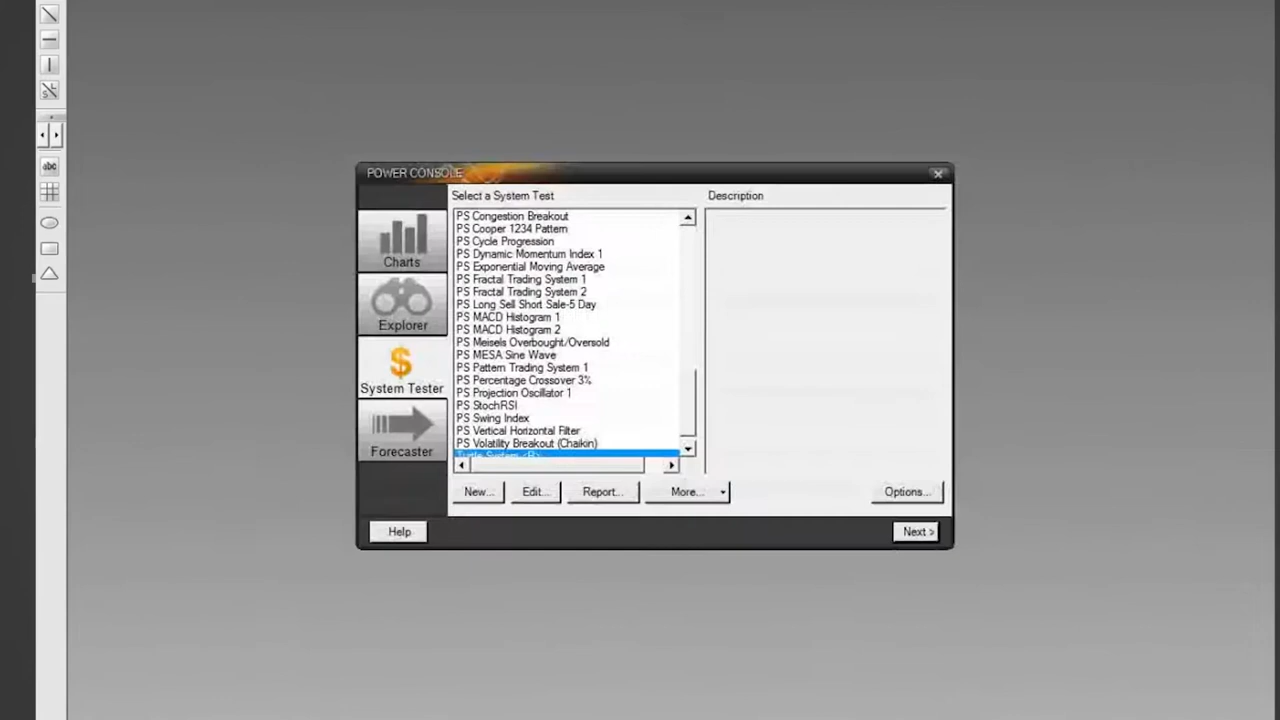 POWER CONSOLE
Select a System Test
Description
PS Congestion Breakout
PS Cooper 1234 Pattern
PS Cycle Progression
PS Dynamic Momentum Index 1
PS Exponential Moving Average
PS Fractal Trading System 1
PS Fractal Trading System 2
PS Long Sell Short Sale-5 Day
PS MACD Histogram 1
PS MACD Histogram 2
PS Meisels Overbought/Oversold
PS MESA Sine Wave
PS Pattern Trading System 1
PS Percentage Crossover 3%
PS Projection Oscillator 1
PS StochRSI
PS Swing Index
PS Vertical Horizontal Filter
PS Volatility Breakout (Chaikin)
Turtle System <R>
Charts
Explorer
$
System Tester
Forecaster
New...
Edit...
Report...
More...
Options...
Help
Next >
abc